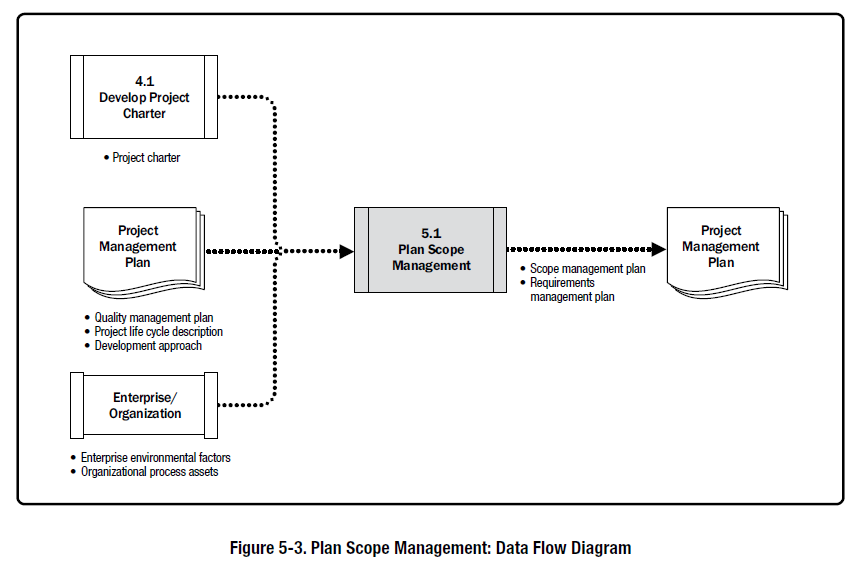 4.1
Develop Project
Charter
• Project charter
Project
Management
Plan
• Quality management plan
• Project life cycle description
• Development approach
Enterprise/
Organization
• Enterprise environmental factors
• Organizational process assets
5.1
Plan Scope
Management
• Scope management plan
• Requirements
management plan
Project
Management
Plan
Figure 5-3. Plan Scope Management: Data Flow Diagram